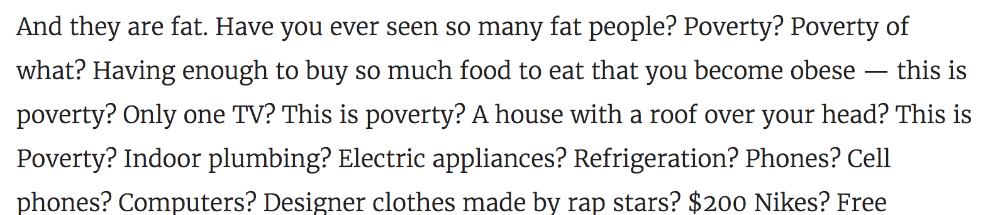 And they are fat. Have you ever seen so many fat people? Poverty? Poverty of
what? Having enough to buy so much food to eat that you become obese — this is
poverty? Only one TV? This is poverty? A house with a roof over your head? This is
Poverty? Indoor plumbing? Electric appliances? Refrigeration? Phones? Cell
phones? Computers? Designer clothes made by rap stars? $200 Nikes? Free